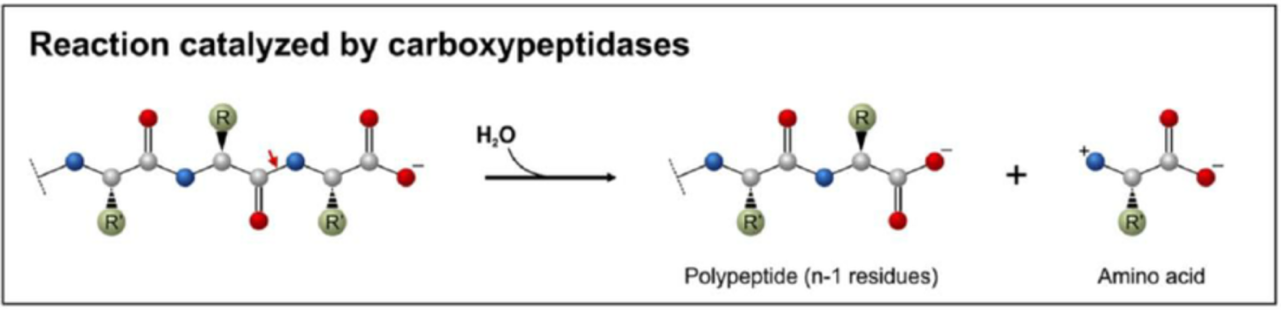 Reaction catalyzed by carboxypeptidases
R
R'
R'
−
H₂O
R
R'
−
+
+
R'
−
Polypeptide (n-1 residues)
Amino acid